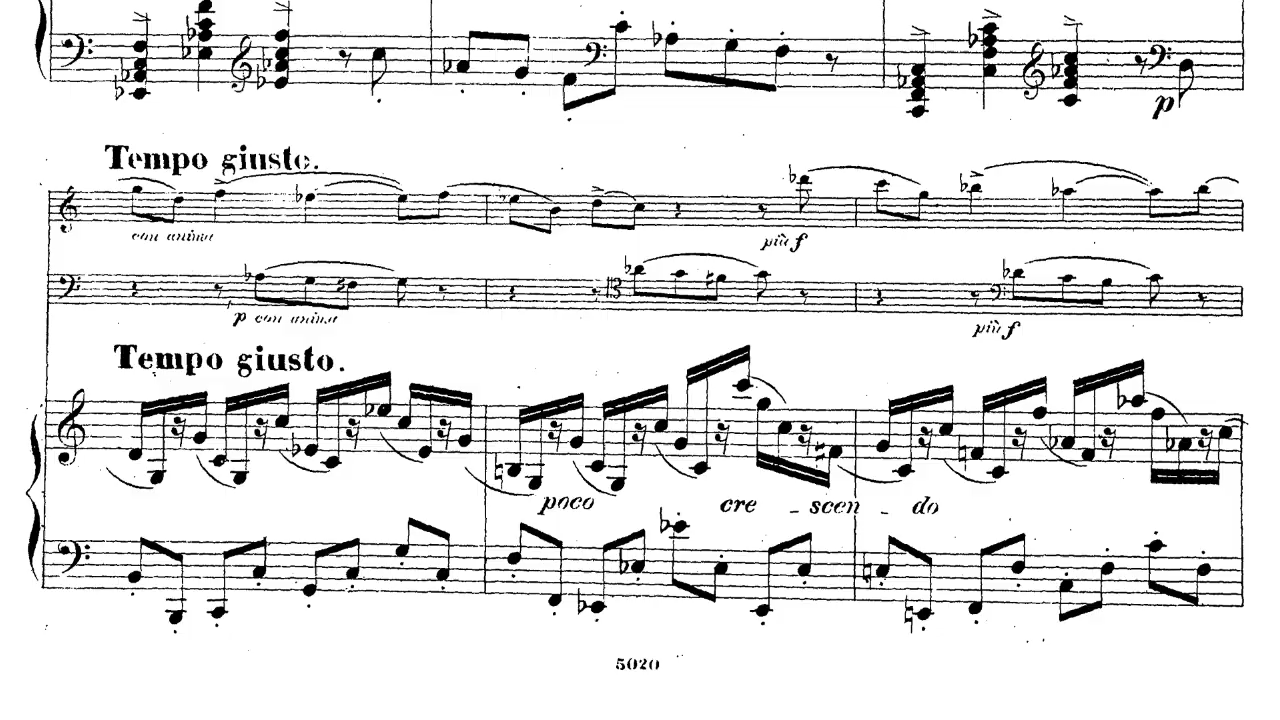 p
Tempo giusto.
con anima
più f
p con anima
più f
Tempo giusto.
poco cre - scen - do
5020